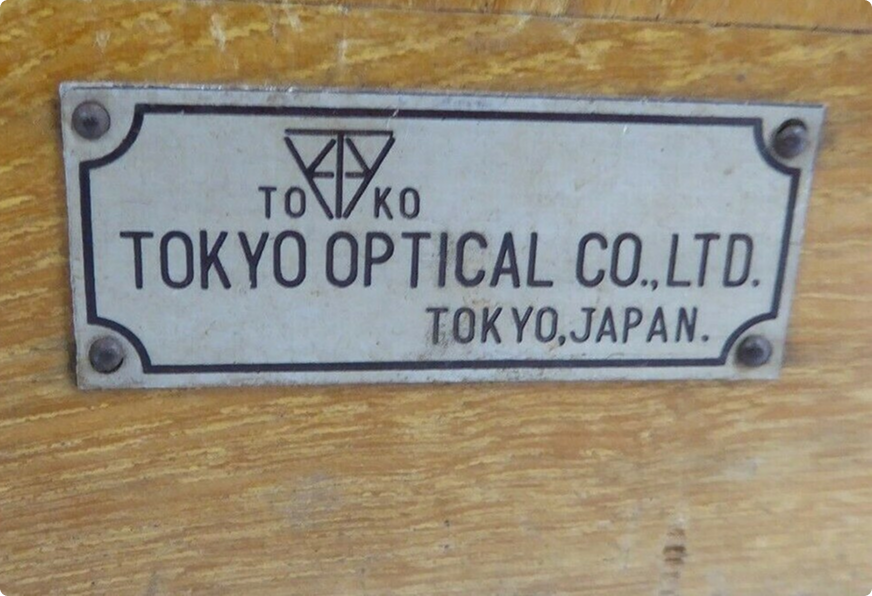 TO KO
TOKYO OPTICAL CO.,LTD.
TOKYO,JAPAN.